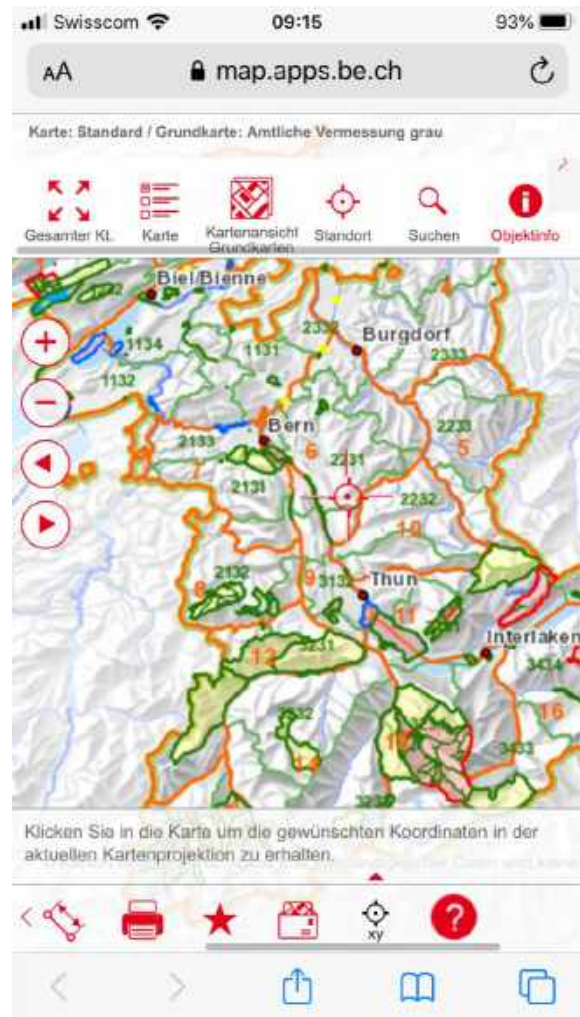 Swisscom 09:15 93%
AA map.apps.be.ch
Karte: Standard / Grundkarte: Amtliche Vermessung grau
Gesamter Kt. Karte Kartenansicht Standort Suchen Objektinfo
Grundkarten
Biel/Bienne
4
2332
Burgdorf
1134
1131
2333
1132
Bern
2233
2133
6
5
2231
2131
2232
10
2132
9 3132
Thun
8
11
Interlaken
3231
13
3434
16
14
3433
Klicken Sie in die Karte um die gewünschten Koordinaten in der
aktuellen Kartenprojektion zu erhalten.
xy
?